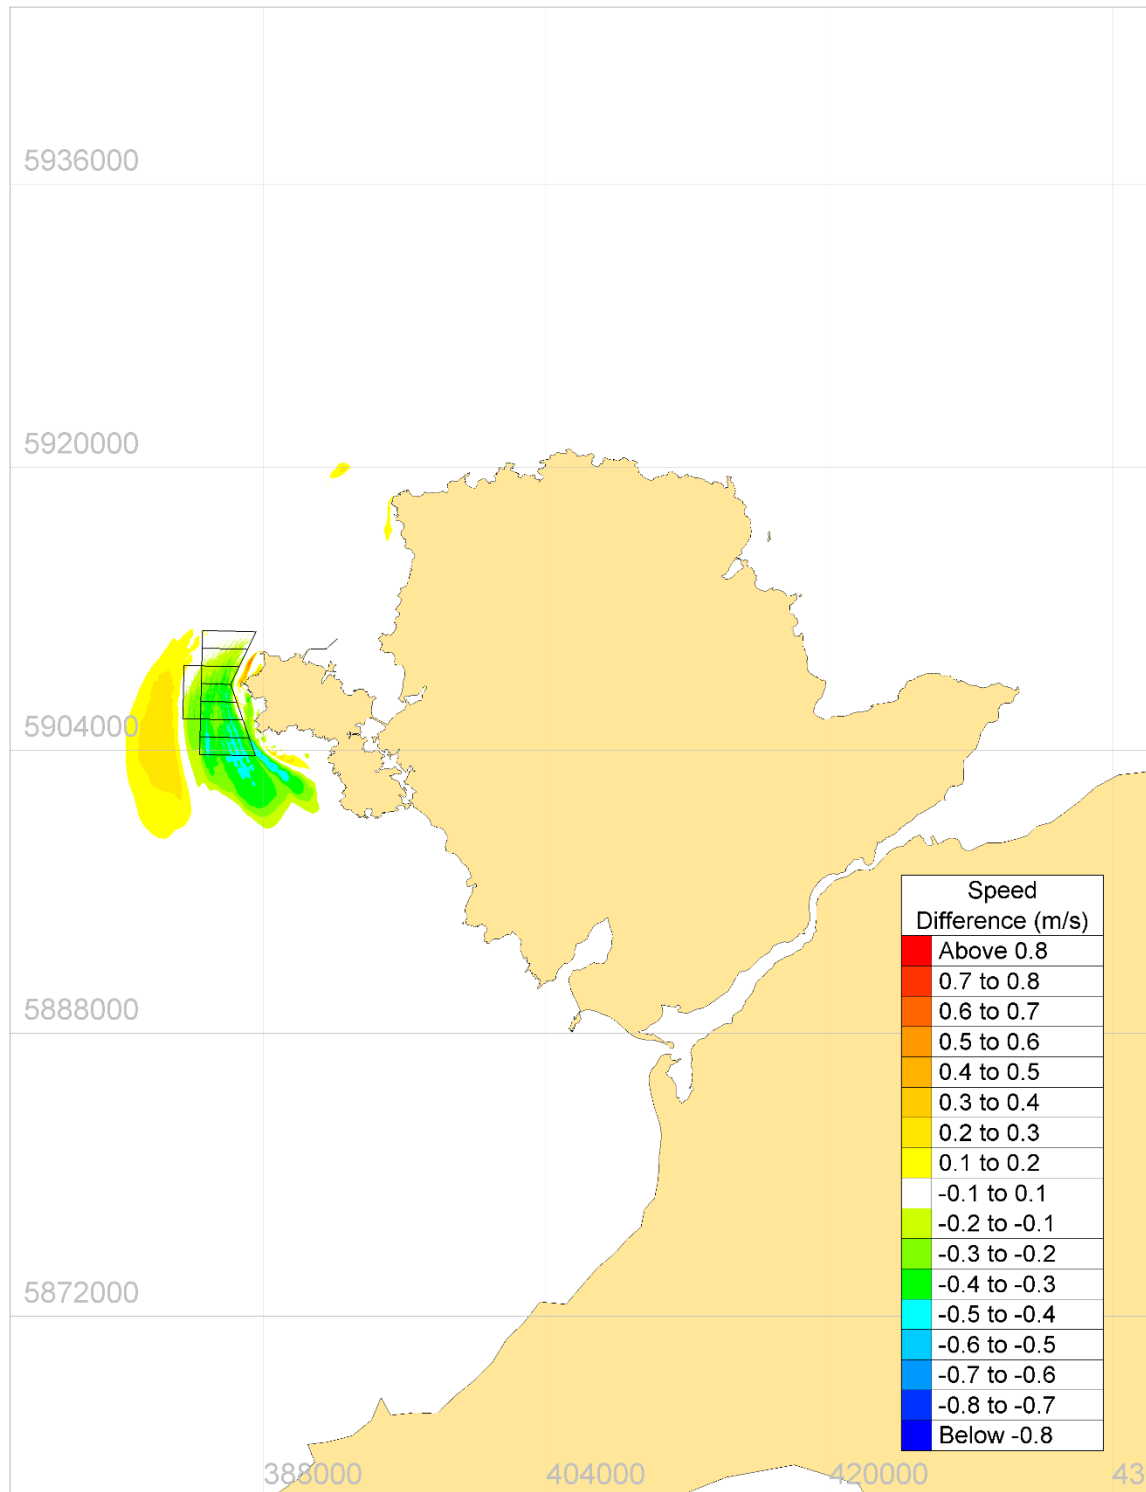 5936000
5920000
5904000
5888000
5872000
388000
404000
420000
43
Speed
Difference (m/s)
Above 0.8
0.7 to 0.8
0.6 to 0.7
0.5 to 0.6
0.4 to 0.5
0.3 to 0.4
0.2 to 0.3
0.1 to 0.2
-0.1 to 0.1
-0.2 to -0.1
-0.3 to -0.2
-0.4 to -0.3
-0.5 to -0.4
-0.6 to -0.5
-0.7 to -0.6
-0.8 to -0.7
Below -0.8